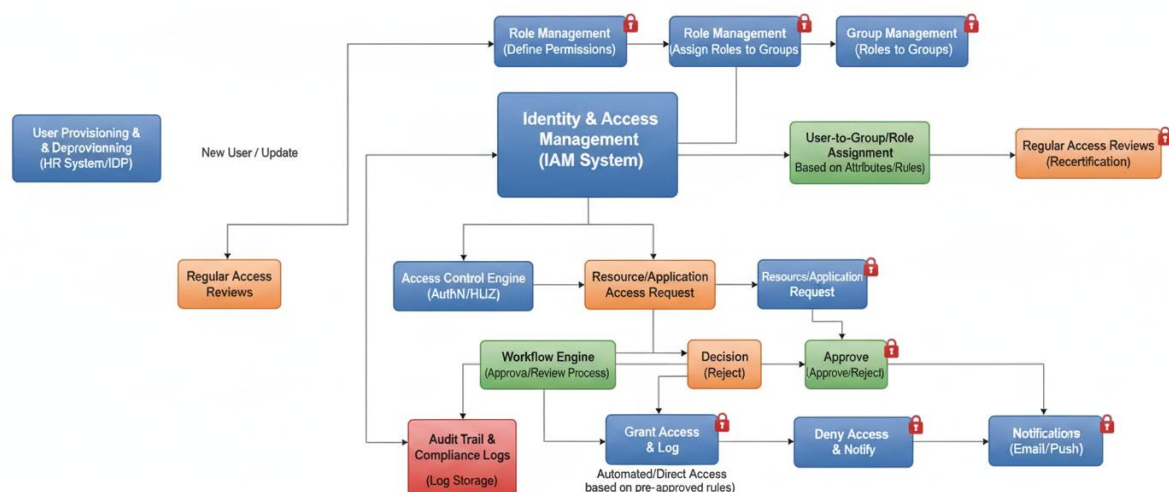 Role Management
(Define Permissions)
Role Management
(Assign Roles to Groups
Group Management
(Roles to Groups)
User Provisioning &
& Deprovionning
(HR System/IDP)
New User / Update
Identity & Access
Management
(IAM System)
User-to-Group/Role
Assignment
Based on Attributes/Rules)
Regular Access Reviews
(Recertification)
Regular Access
Reviews
Access Control Engine
Resource/Application
Access Request
Resource/Application
Request
Workflow Engine
(Approva/Review Process)
Decision
(Reject)
Approve
(Approve/Reject)
Audit Trail &
Compliance Logs
(Log Storage)
Grant Access
& Log
Automated/Direct Access
based on pre-approved rules)
Deny Access
& Notify
Notifications
(Email/Push)